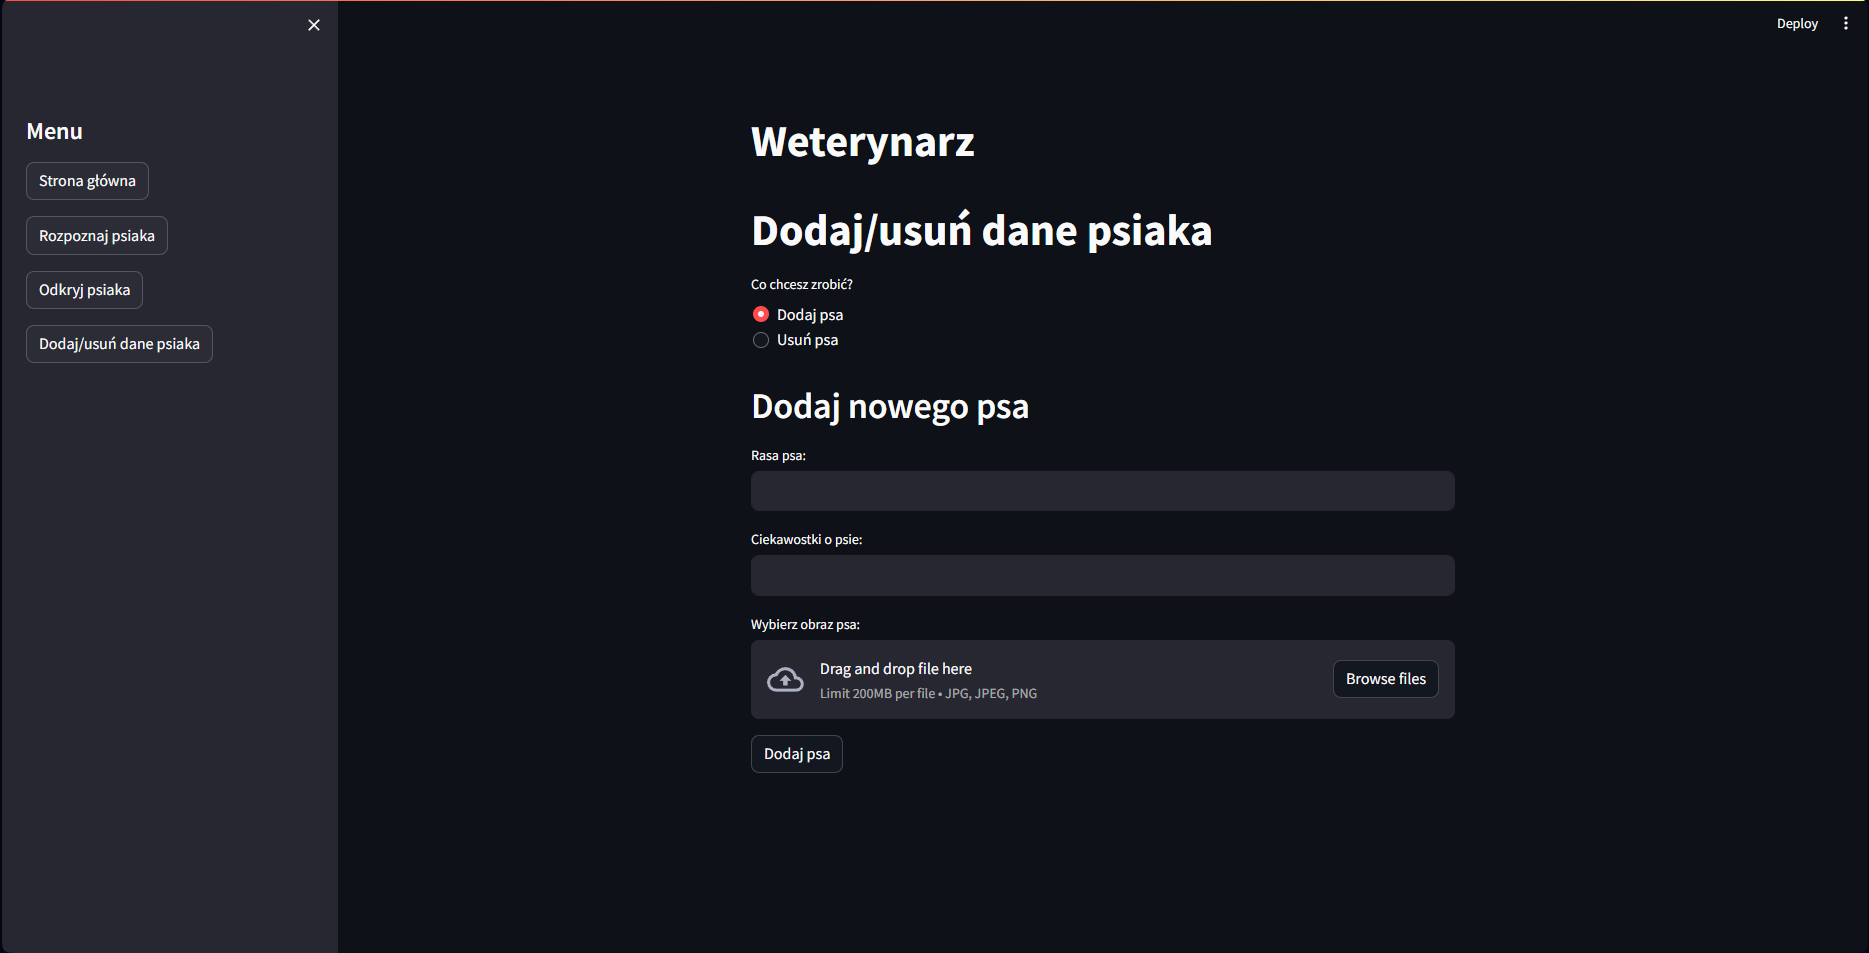 Deploy
Menu
Strona główna
Rozpoznaj psiaka
Odkryj psiaka
Dodaj/usuń dane psiaka
Weterynarz
Dodaj/usuń dane psiaka
Co chcesz zrobić?
Dodaj psa
Usuń psa
Dodaj nowego psa
Rasa psa:
Ciekawostki o psie:
Wybierz obraz psa:
Drag and drop file here
Limit 200MB per file • JPG, JPEG, PNG
Browse files
Dodaj psa